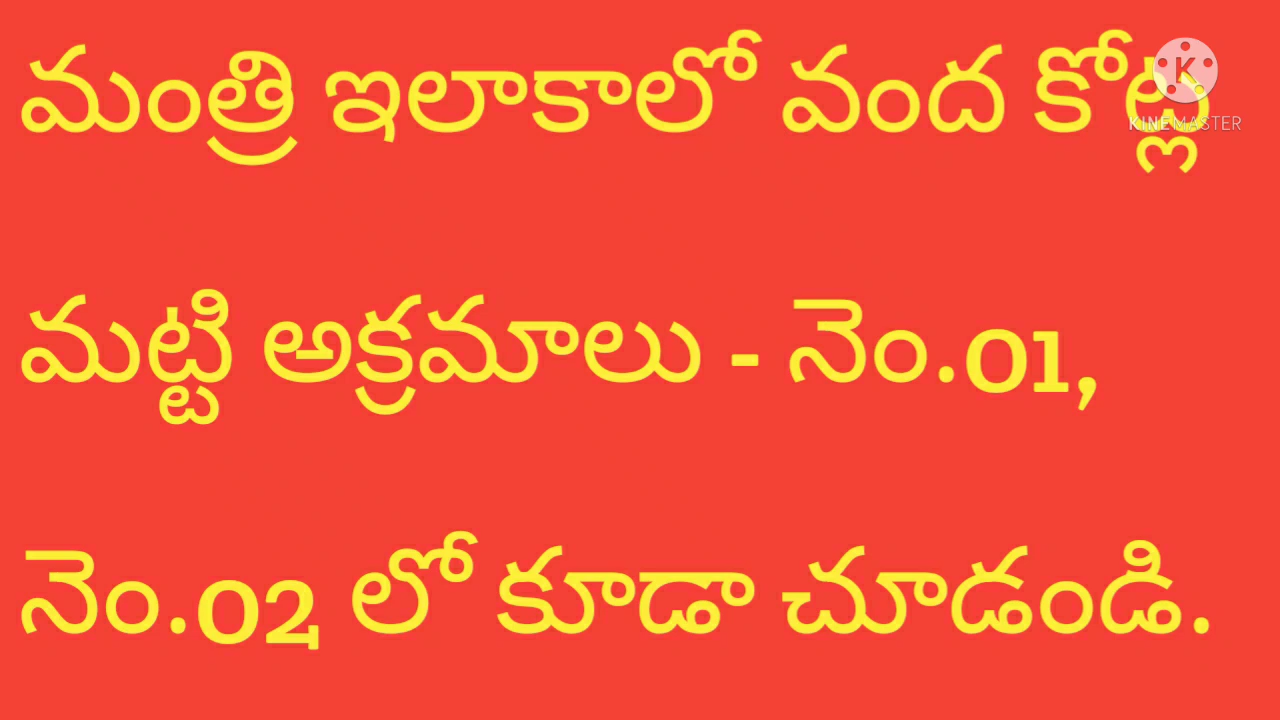 మంత్రి ఇలాకాలో వంద కోట్ల
KINEMASTER
మట్టి అక్రమాలు - నెం.01,
నెం.02 లో కూడా చూడండి.